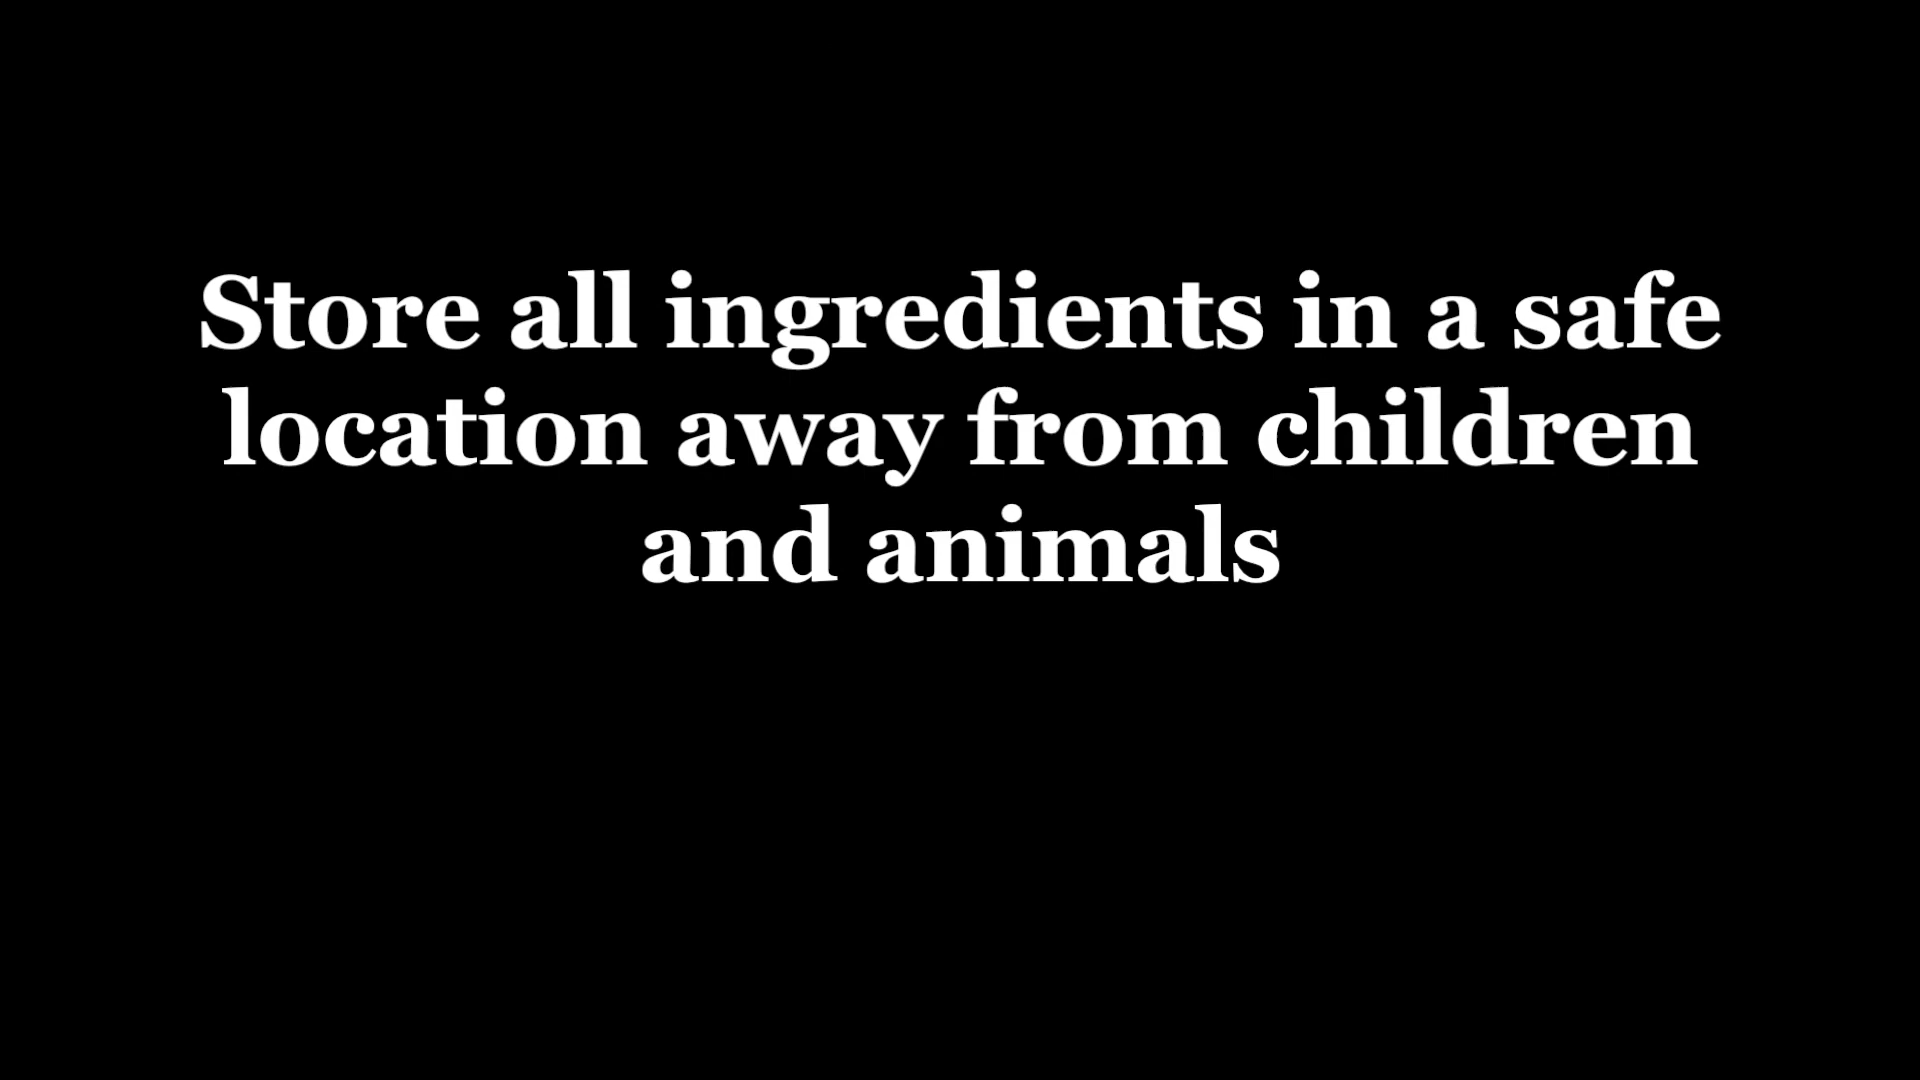 Store all ingredients in a safe
location away from children
and animals